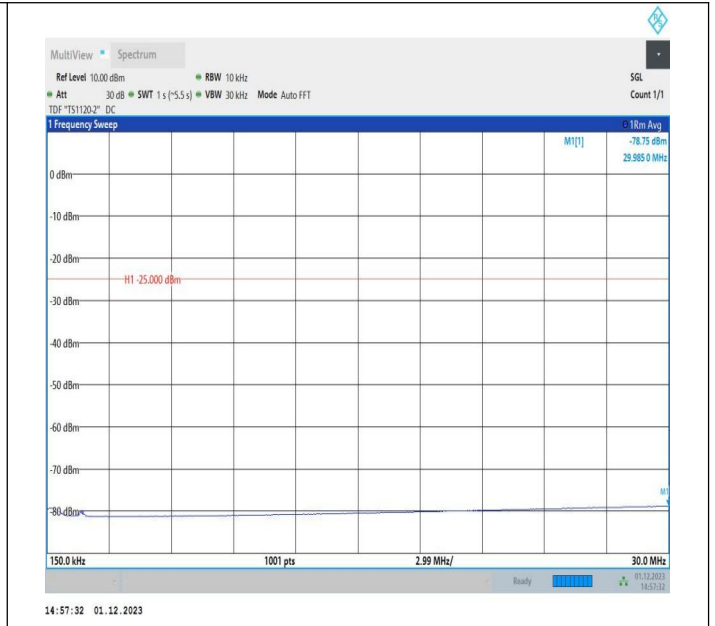 R&S
MultiView Spectrum
Ref Level 10.00 dBm RBW 10 kHz SGL
Att 30 dB SWT 1 s (~5.5 s) VBW 30 kHz Mode Auto FFT Count 1/1
TDF "TS1120-2" DC
1 Frequency Sweep 1Rm Avg
M1[1] -78.75 dBm
29.985 0 MHz
0 dBm
-10 dBm
-20 dBm
H1 -25.000 dBm
-30 dBm
-40 dBm
-50 dBm
-60 dBm
-70 dBm
M1
-80 dBm
150.0 kHz 1001 pts 2.99 MHz/ 30.0 MHz
Ready 01.12.2023
14:57:32
14:57:32 01.12.2023